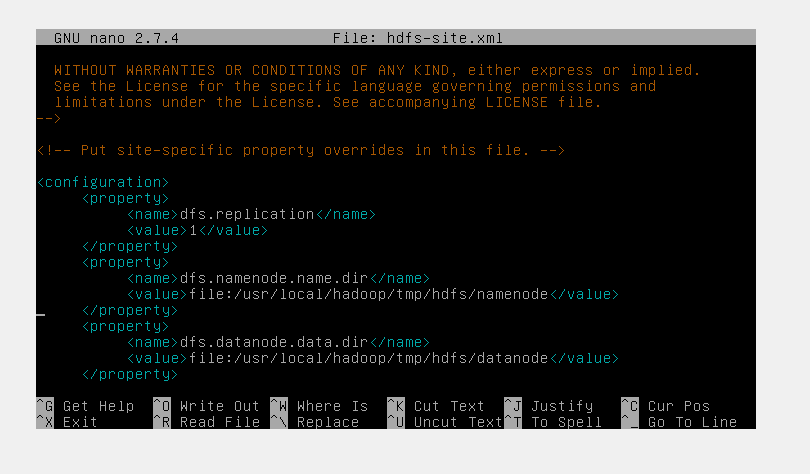 GNU nano 2.7.4 File: hdfs-site.xml
WITHOUT WARRANTIES OR CONDITIONS OF ANY KIND, either express or implied.
See the License for the specific language governing permissions and
limitations under the License. See accompanying LICENSE file.
-->
<!-- Put site-specific property overrides in this file. -->
<configuration>
<property>
<name>dfs.replication</name>
<value>1</value>
</property>
<property>
<name>dfs.namenode.name.dir</name>
<value>file:/usr/local/hadoop/tmp/hdfs/namenode</value>
</property>
<property>
<name>dfs.datanode.data.dir</name>
<value>file:/usr/local/hadoop/tmp/hdfs/datanode</value>
</property>
^G Get Help ^O Write Out ^W Where Is ^K Cut Text ^J Justify ^C Cur Pos
^X Exit ^R Read File ^\ Replace ^U Uncut Text ^T To Spell ^_ Go To Line